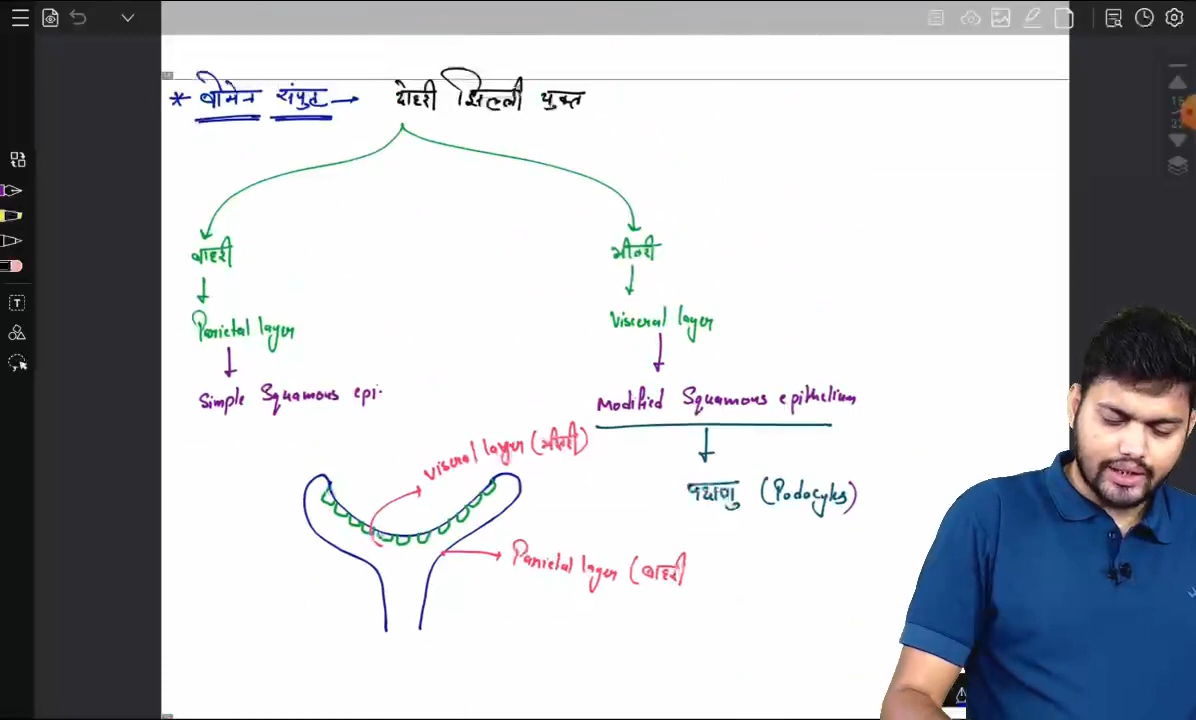 * बोमेन संपुट → दोहरी झिल्ली युक्त
बाहरी
भीतरी
Parietal layer
Visceral layer
Simple Squamous epi.
Modified Squamous epithelium
visceral layer (भीतरी)
पदाणु (Podocytes)
Parietal layer (बाहरी